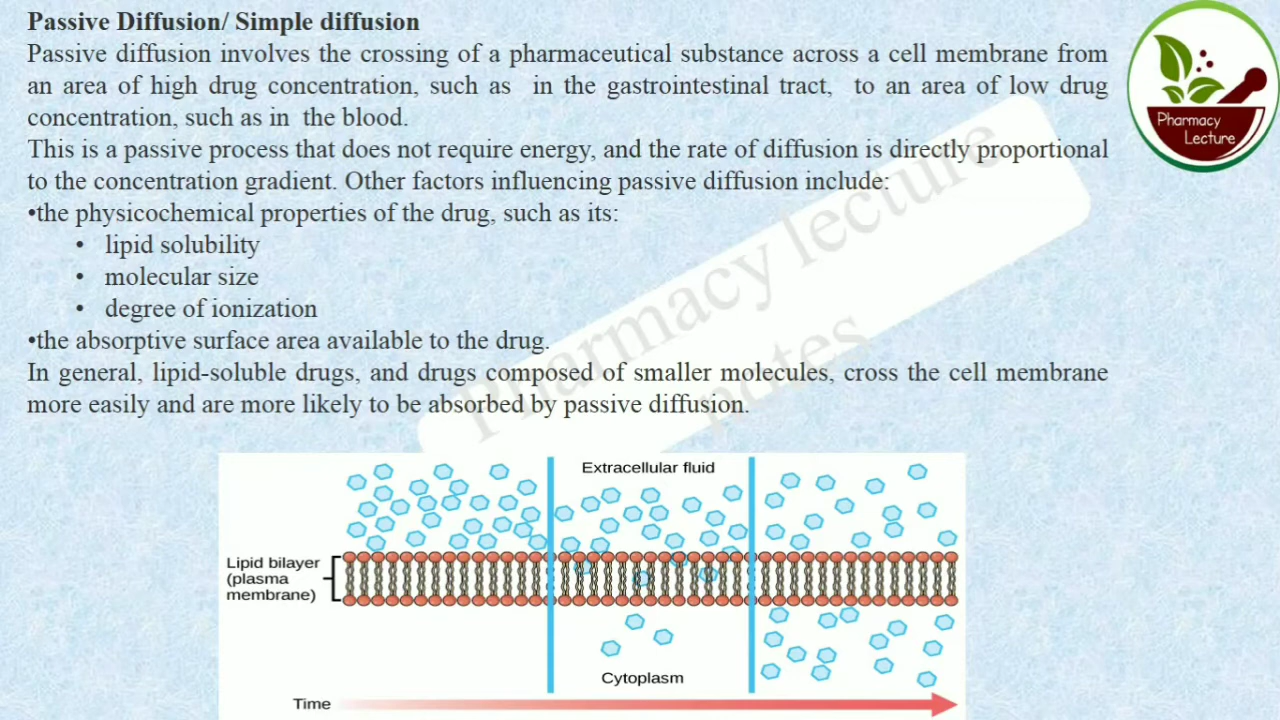 Passive Diffusion/ Simple diffusion
Passive diffusion involves the crossing of a pharmaceutical substance across a cell membrane from
an area of high drug concentration, such as in the gastrointestinal tract, to an area of low drug
concentration, such as in the blood.
This is a passive process that does not require energy, and the rate of diffusion is directly proportional
to the concentration gradient. Other factors influencing passive diffusion include:
•the physicochemical properties of the drug, such as its:
• lipid solubility
• molecular size
• degree of ionization
•the absorptive surface area available to the drug.
In general, lipid-soluble drugs, and drugs composed of smaller molecules, cross the cell membrane
more easily and are more likely to be absorbed by passive diffusion.
Pharmacy
Lecture
Pharmacy lecture
notes
Extracellular fluid
Lipid bilayer
(plasma
membrane)
Cytoplasm
Time